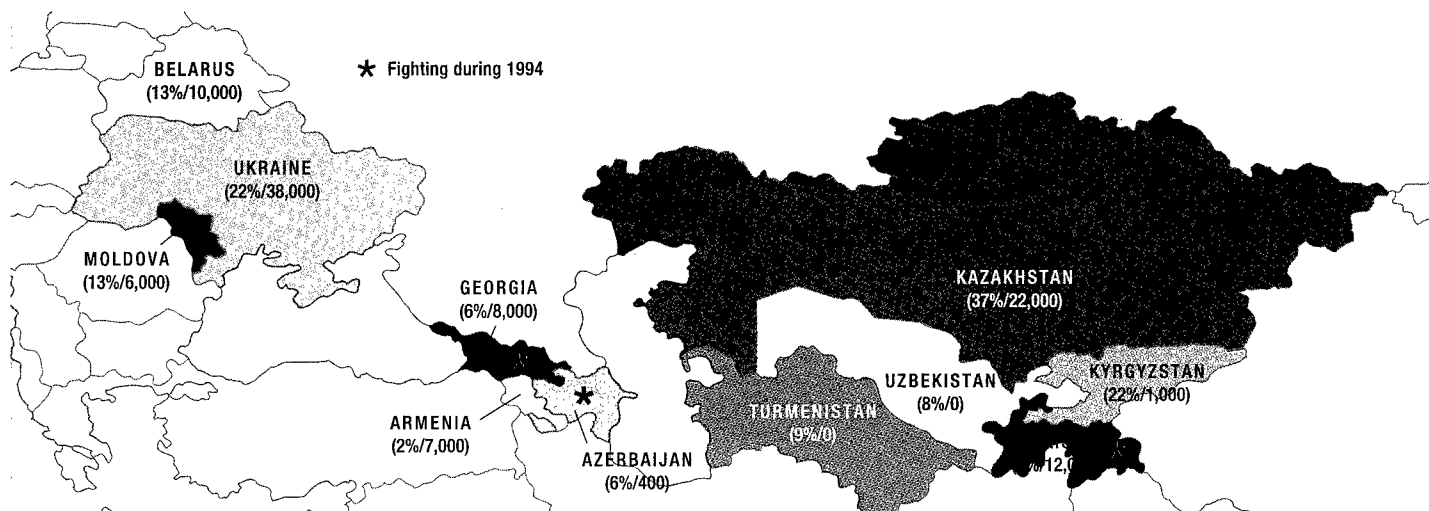 BELARUS
(13%/10,000)
★ Fighting during 1994
UKRAINE
(22%/38,000)
MOLDOVA
(13%/6,000)
GEORGIA
(6%/8,000)
KAZAKHSTAN
(37%/22,000)
UZBEKISTAN
(8%/0)
KYRGYZSTAN
(22%/1,000)
TURMENISTAN
(9%/0)
ARMENIA
(2%/7,000)
AZERBAIJAN
(6%/400)